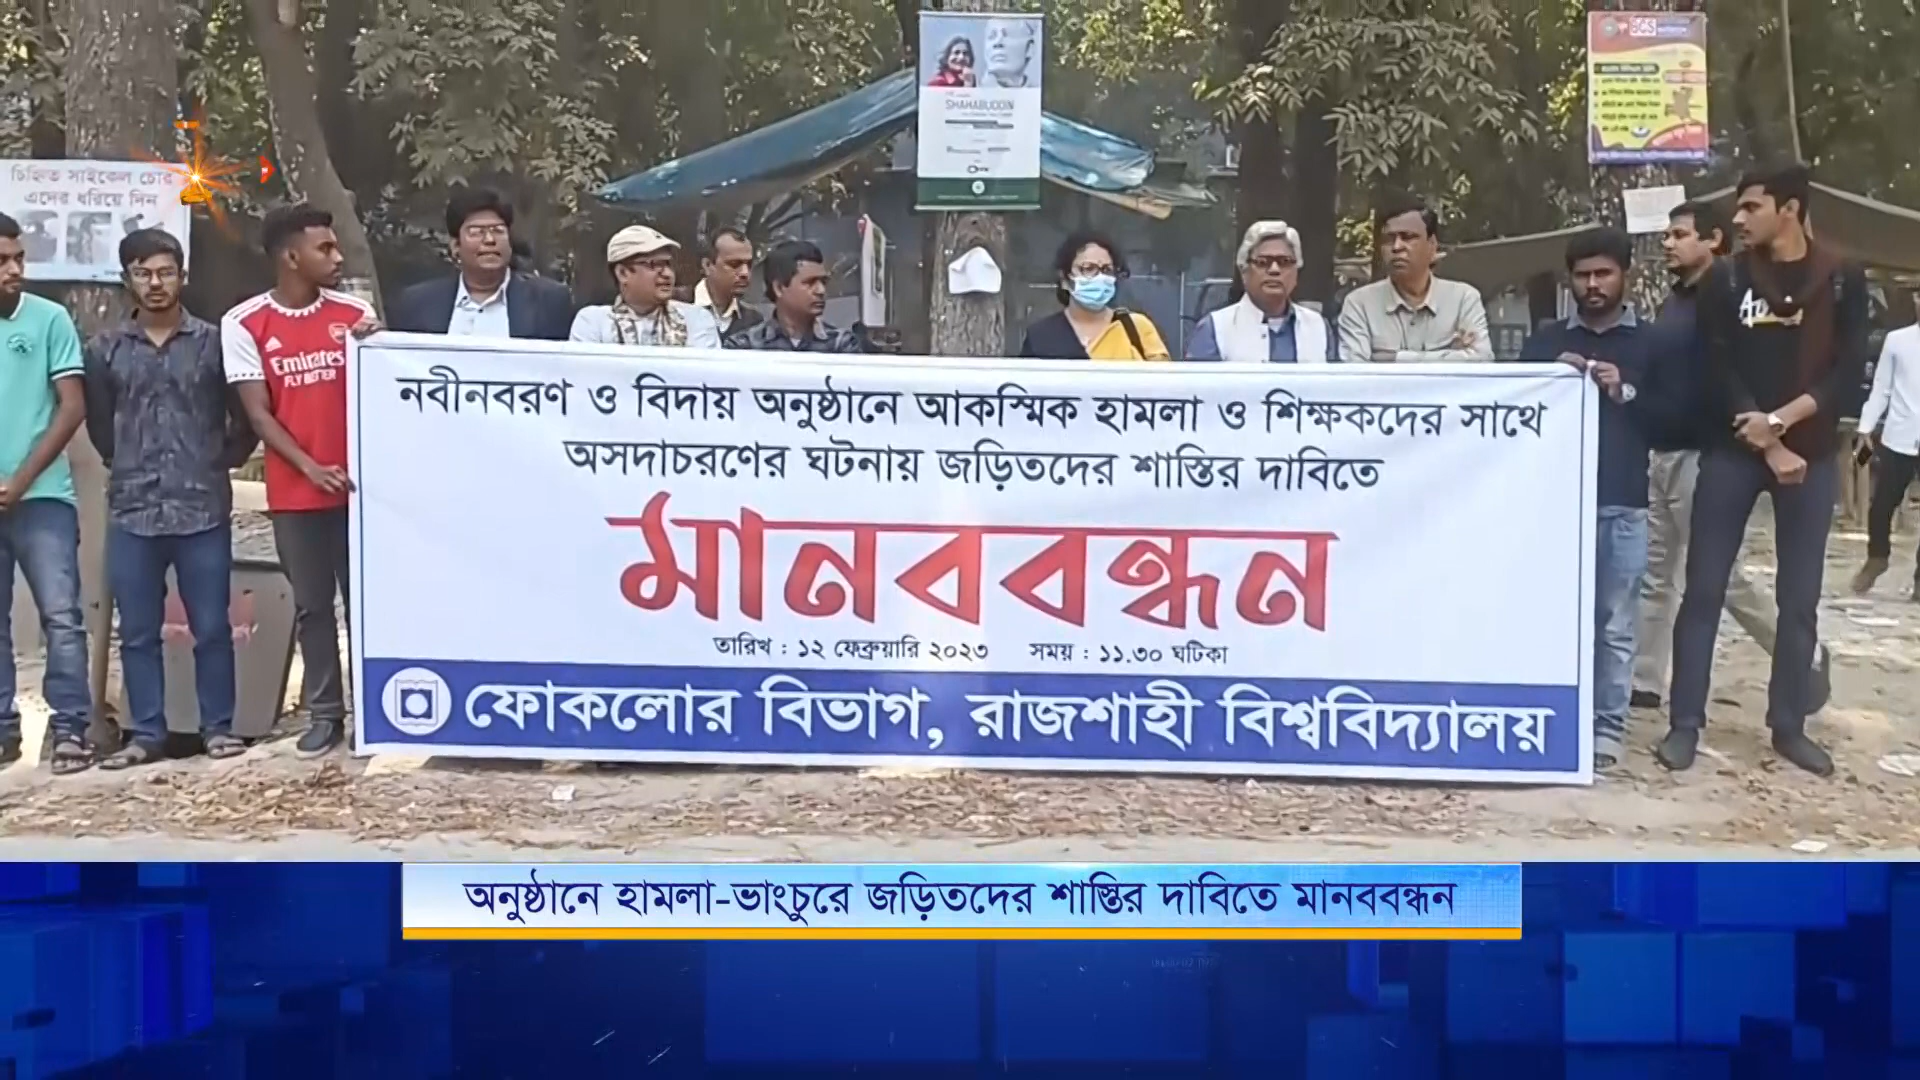 SHAHABUDDIN
BCS
চিহ্নিত সাইকেল চোর
এদের ধরিয়ে দিন
Emirates
FLY BETTER
নবীনবরণ ও বিদায় অনুষ্ঠানে আকস্মিক হামলা ও শিক্ষকদের সাথে
অসদাচরণের ঘটনায় জড়িতদের শাস্তির দাবিতে
মানববন্ধন
তারিখ : ১২ ফেব্রুয়ারি ২০২৩ সময় : ১১.৩০ ঘটিকা
ফোকলোর বিভাগ, রাজশাহী বিশ্ববিদ্যালয়
অনুষ্ঠানে হামলা-ভাংচুরে জড়িতদের শাস্তির দাবিতে মানববন্ধন